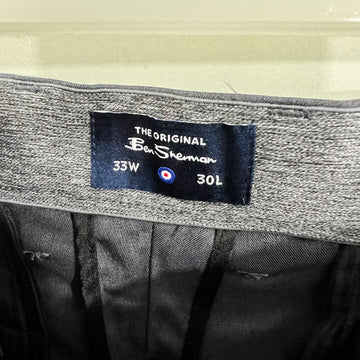 THE ORIGINAL
Ben Sherman
33W 30L